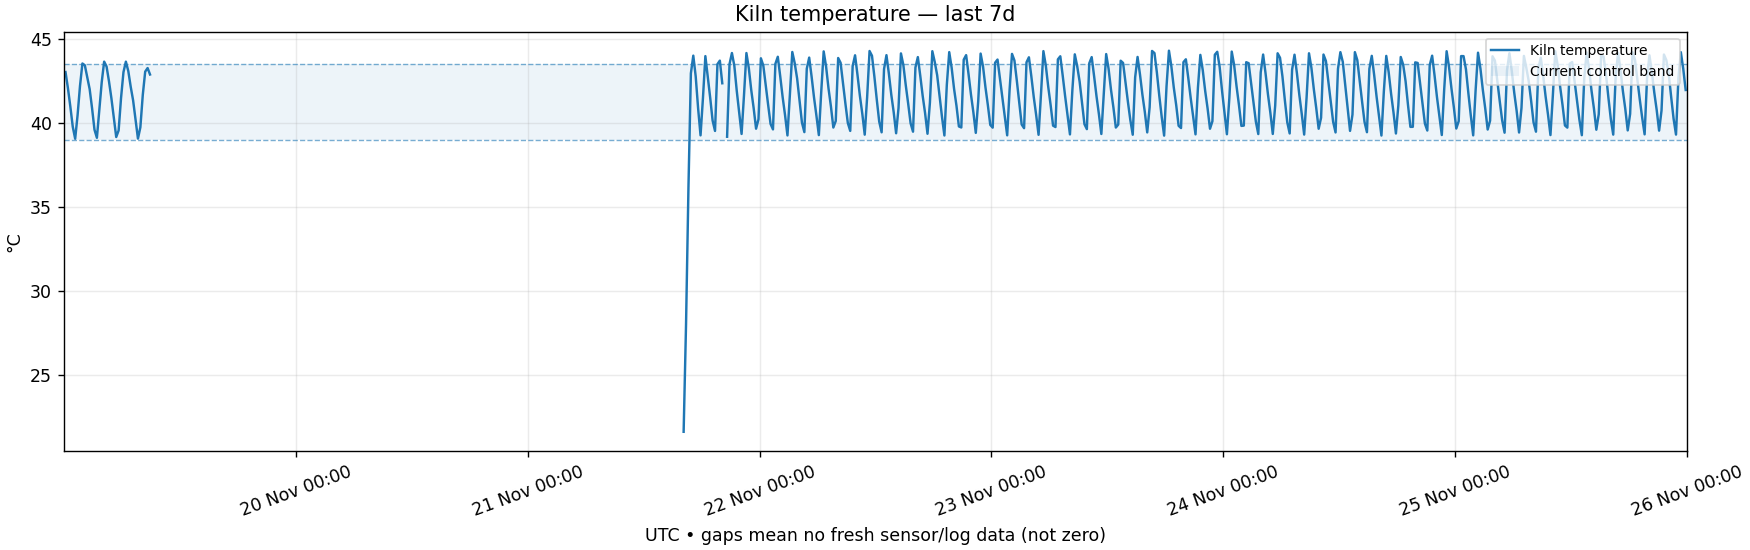 Kiln temperature — last 7d
45
40
35
30
25
°C
Kiln temperature
Current control band
20 Nov 00:00
21 Nov 00:00
22 Nov 00:00
23 Nov 00:00
24 Nov 00:00
25 Nov 00:00
26 Nov 00:00
UTC • gaps mean no fresh sensor/log data (not zero)